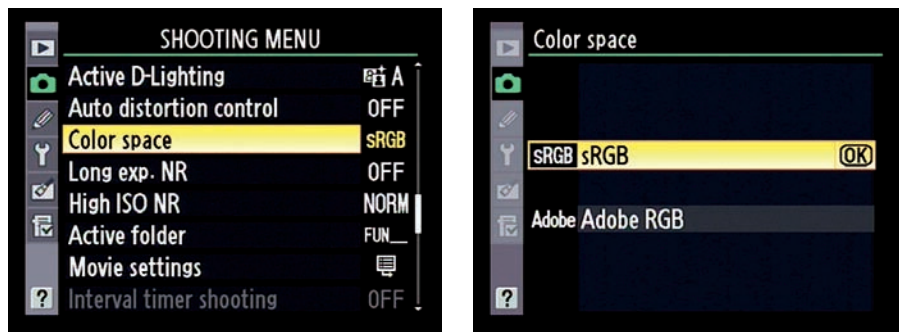 SHOOTING MENU
Active D-Lighting A
Auto distortion control OFF
Color space sRGB
Long exp. NR OFF
High ISO NR NORM
Active folder FUN__
Movie settings
Interval timer shooting OFF
?
Color space
sRGB sRGB OK
Adobe Adobe RGB
?